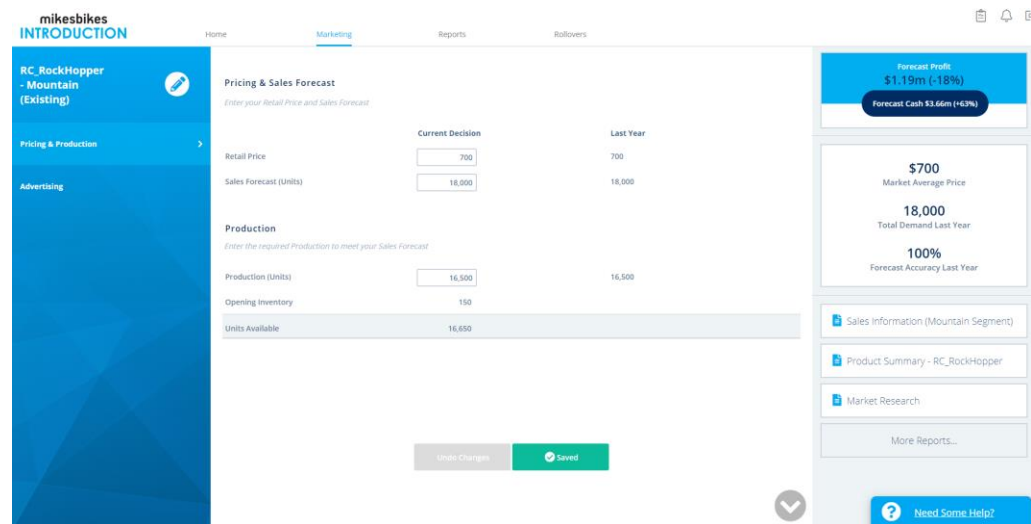 mikesbikes
INTRODUCTION
Home Marketing Reports Rollovers
RC_RockHopper
- Mountain
(Existing)
Pricing & Production
Advertising
Pricing & Sales Forecast
Enter your Retail Price and Sales Forecast
Current Decision Last Year
Retail Price 700 700
Sales Forecast (Units) 18,000 18,000
Production
Enter the required Production to meet your Sales Forecast
Production (Units) 16,500 16,500
Opening Inventory 150
Units Available 16,650
Undo Changes Saved
Forecast Profit
$1.19m (-18%)
Forecast Cash $3.66m (+63%)
$700
Market Average Price
18,000
Total Demand Last Year
100%
Forecast Accuracy Last Year
Sales Information (Mountain Segment)
Product Summary - RC_RockHopper
Market Research
More Reports...
? Need Some Help?